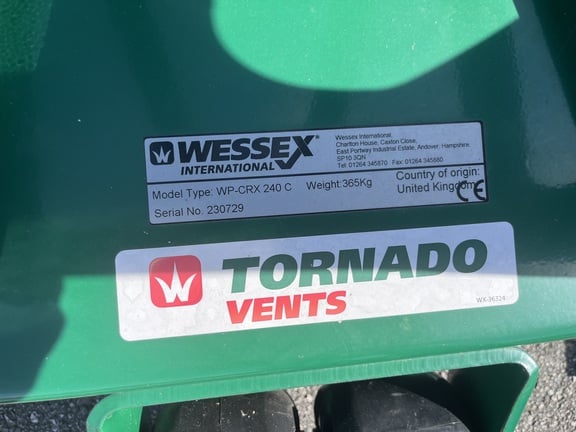 WESSEX
INTERNATIONAL
Wessex International,
Charlton House, Caxton Close,
East Portway Industrial Estate, Andover, Hampshire,
SP10 3QN
Tel: 01264 345870 Fax: 01264 345880
Model Type: WP-CRX 240 C Weight:365Kg
Country of origin:
United Kingdom CE
Serial No. 230729
TORNADO
VENTS
WX-36324